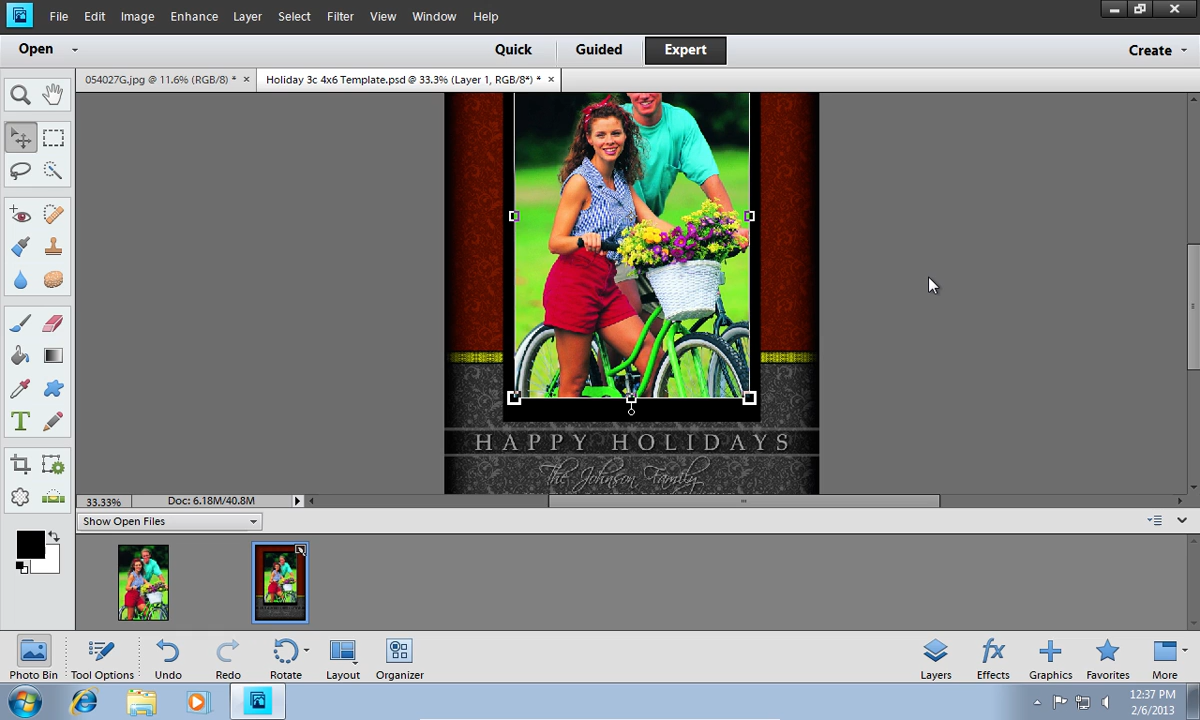 File Edit Image Enhance Layer Select Filter View Window Help
Open Quick Guided Expert Create
054027G.jpg @ 11.6% (RGB/8) * × Holiday 3c 4x6 Template.psd @ 33.3% (Layer 1, RGB/8*) * ×
HAPPY HOLIDAYS
The Johnson Family
33.33% Doc: 6.18M/40.8M
Show Open Files
Photo Bin Tool Options Undo Redo Rotate Layout Organizer Layers Effects Graphics Favorites More
12:37 PM
2/6/2013